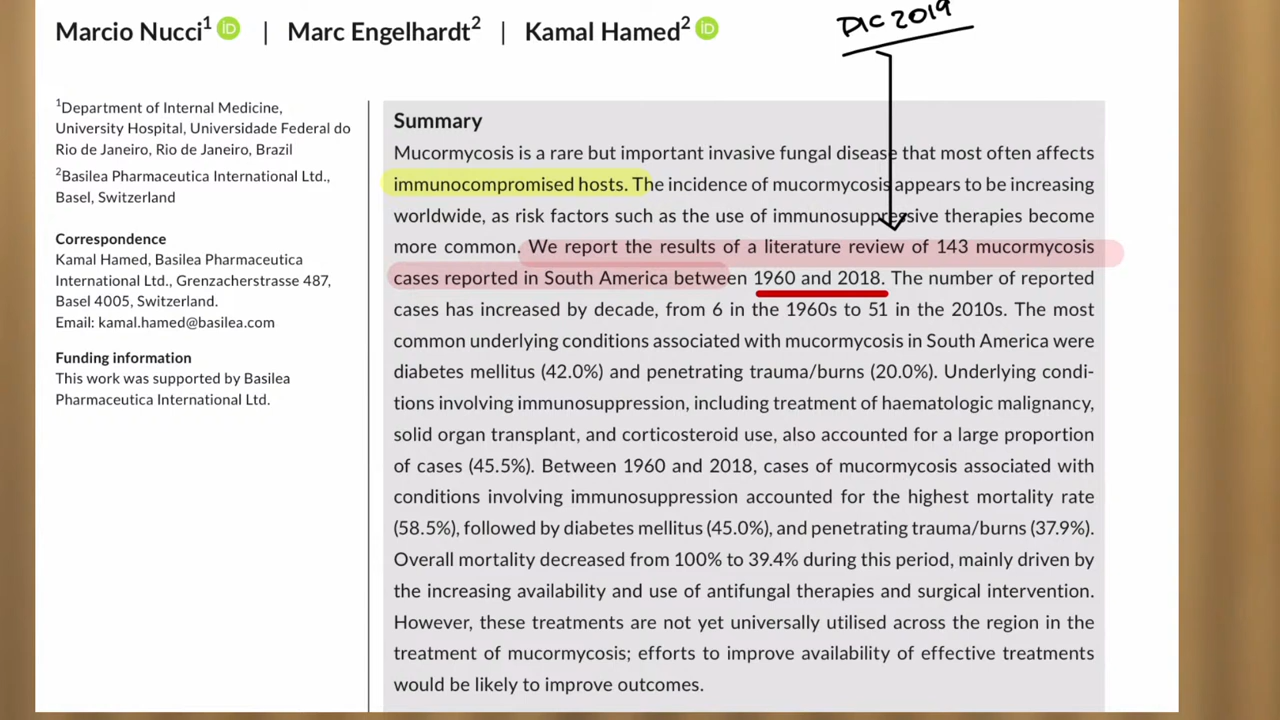 DIC 2019
Marcio Nucci1 iD | Marc Engelhardt2 | Kamal Hamed2 iD
1Department of Internal Medicine,
University Hospital, Universidade Federal do
Rio de Janeiro, Rio de Janeiro, Brazil
2Basilea Pharmaceutica International Ltd.,
Basel, Switzerland
Correspondence
Kamal Hamed, Basilea Pharmaceutica
International Ltd., Grenzacherstrasse 487,
Basel 4005, Switzerland.
Email: kamal.hamed@basilea.com
Funding information
This work was supported by Basilea
Pharmaceutica International Ltd.
Summary
Mucormycosis is a rare but important invasive fungal disease that most often affects
immunocompromised hosts. The incidence of mucormycosis appears to be increasing
worldwide, as risk factors such as the use of immunosuppressive therapies become
more common. We report the results of a literature review of 143 mucormycosis
cases reported in South America between 1960 and 2018. The number of reported
cases has increased by decade, from 6 in the 1960s to 51 in the 2010s. The most
common underlying conditions associated with mucormycosis in South America were
diabetes mellitus (42.0%) and penetrating trauma/burns (20.0%). Underlying condi-
tions involving immunosuppression, including treatment of haematologic malignancy,
solid organ transplant, and corticosteroid use, also accounted for a large proportion
of cases (45.5%). Between 1960 and 2018, cases of mucormycosis associated with
conditions involving immunosuppression accounted for the highest mortality rate
(58.5%), followed by diabetes mellitus (45.0%), and penetrating trauma/burns (37.9%).
Overall mortality decreased from 100% to 39.4% during this period, mainly driven by
the increasing availability and use of antifungal therapies and surgical intervention.
However, these treatments are not yet universally utilised across the region in the
treatment of mucormycosis; efforts to improve availability of effective treatments
would be likely to improve outcomes.